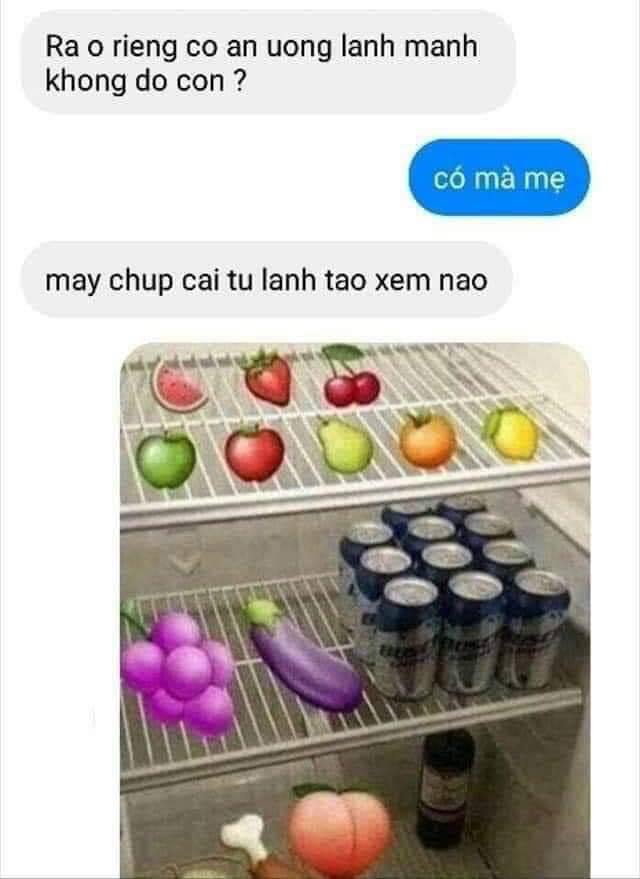 Ra o rieng co an uong lanh manh
khong do con ?
có mà mẹ
may chup cai tu lanh tao xem nao